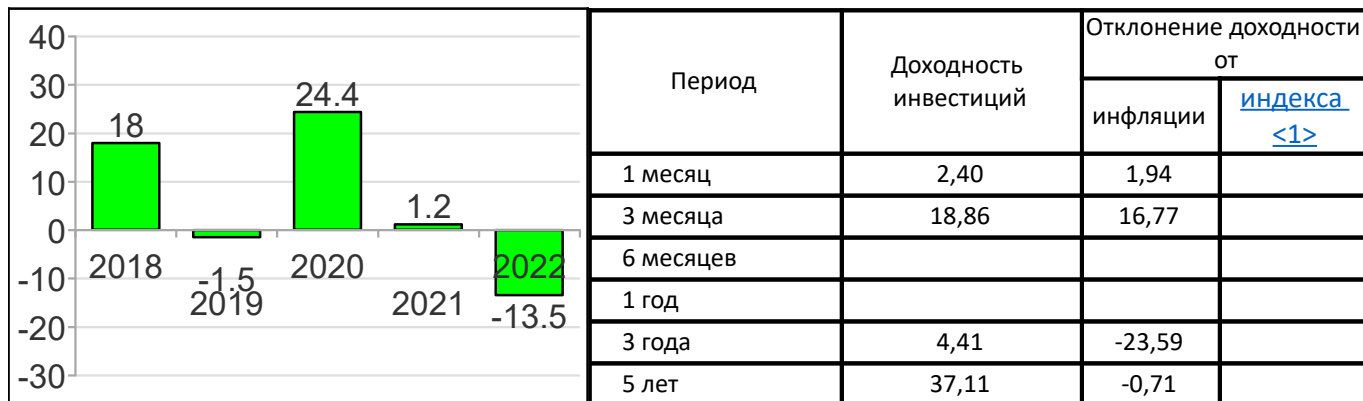 40
30
20
10
0
-10
-20
-30
18
-1.5
24.4
1.2
-13.5
2018
2019
2020
2021
2022
Период
Доходность
инвестиций
Отклонение доходности
от
инфляции
индекса
<1>
1 месяц 2,40 1,94
3 месяца 18,86 16,77
6 месяцев
1 год
3 года 4,41 -23,59
5 лет 37,11 -0,71